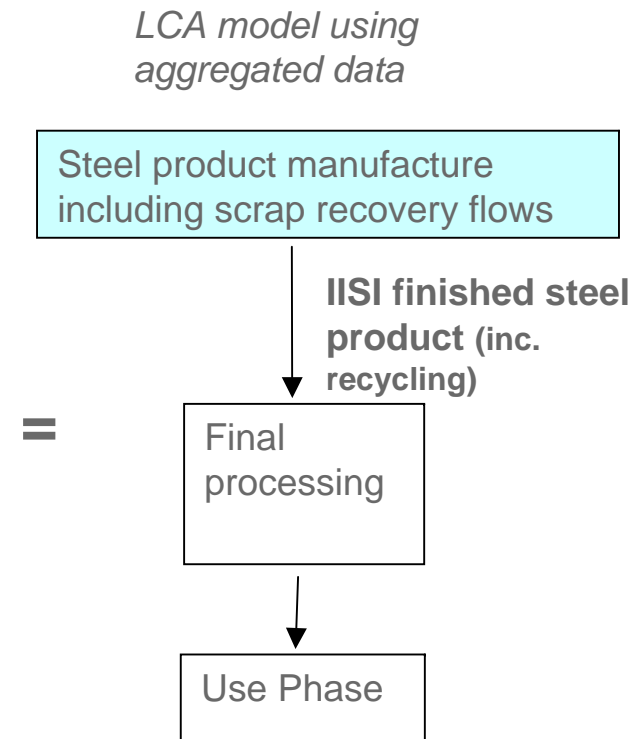 LCA model using
aggregated data
Steel product manufacture
including scrap recovery flows
IISI finished steel
product (inc.
recycling)
=
Final
processing
Use Phase